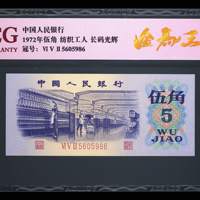 EG
RRANTY
中国人民银行
1972年伍角 纺织工人 长码光辉
冠号：Ⅵ Ⅴ Ⅱ 5605986
中国人民银行
伍角
5
WU
JIAO
Ⅵ Ⅴ Ⅱ 5605986